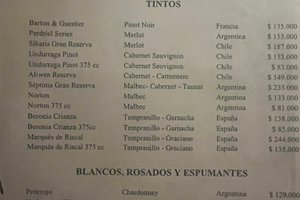 TINTOS
Barton & Guestier Pinot Noir Francia $ 135.000
Perdriel Series Merlot Argentina $ 155.000
Sibaris Gran Reserva Merlot Chile $ 187.000
Undurraga Pinot Cabernet Sauvignon Chile $ 153.000
Undurraga Pinot 375 cc Cabernet Sauvignon Chile $ 83.000
Aliwen Reserva Cabernet - Carmenere Chile $ 149.000
Séptima Gran Reserva Malbec- Cabernet - Tannat Argentina $ 233.000
Norton Malbec Argentina $ 135.000
Norton 375 cc Malbec Argentina $ 81.000
Beronia Crianza Tempranillo - Garnacha España $ 138.000
Beronia Crianza 375cc Tempranillo - Garnacha España $ 85.000
Marqués de Riscal Tempranillo - Graciano España $ 244.000
Marqués de Riscal 375 cc Tempranillo - Graciano España $ 135.000
BLANCOS, ROSADOS Y ESPUMANTES
Petirrojo Chardonnay Argentina $ 129.000